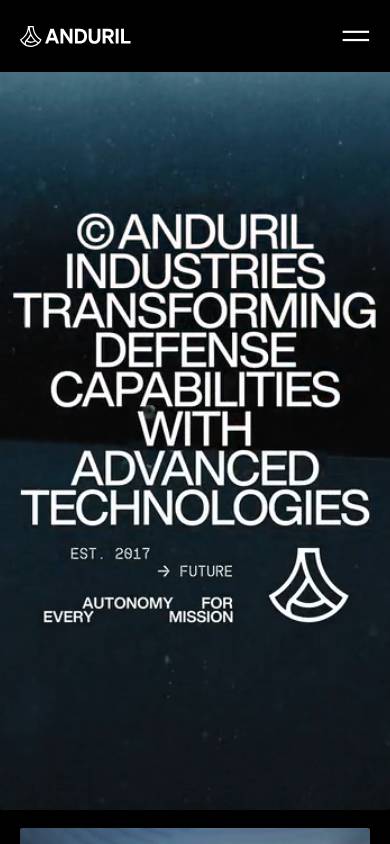 ANDURIL
© ANDURIL
INDUSTRIES
TRANSFORMING
DEFENSE
CAPABILITIES
WITH
ADVANCED
TECHNOLOGIES
EST. 2017
→ FUTURE
AUTONOMY FOR
EVERY MISSION